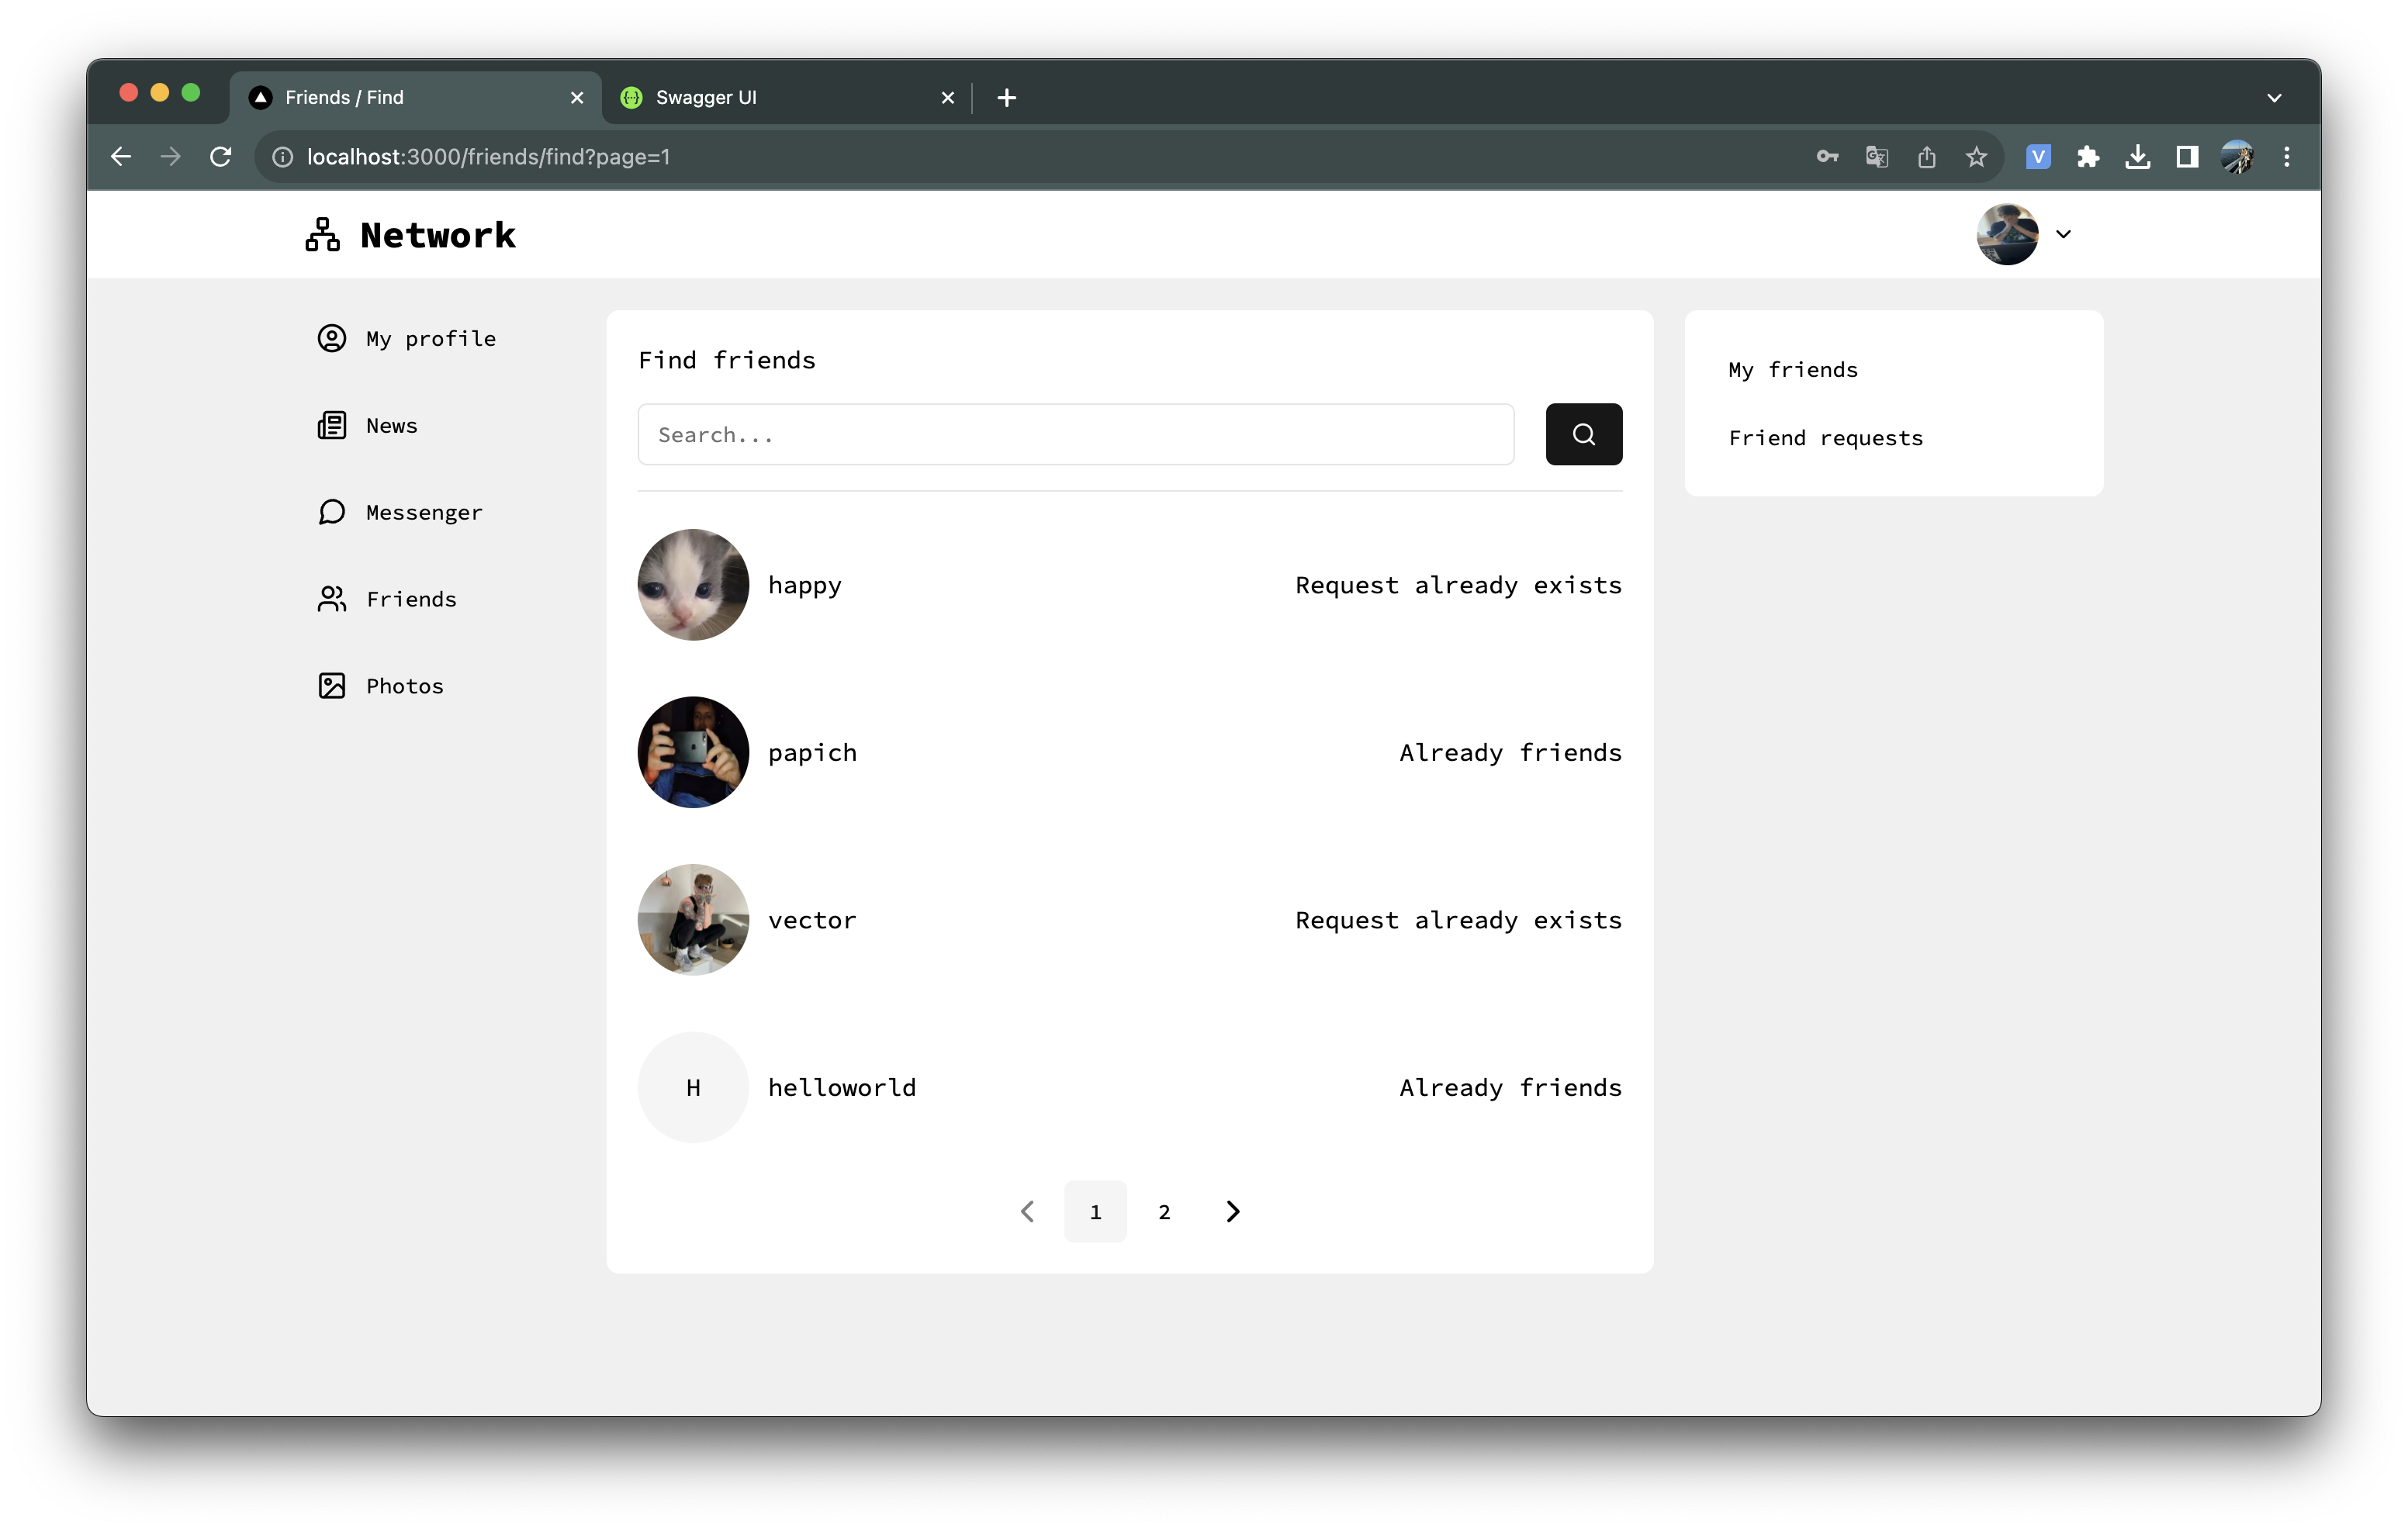 Friends / Find
Swagger UI
localhost:3000/friends/find?page=1
V
Network
My profile
News
Messenger
Friends
Photos
Find friends
Search...
happy
Request already exists
papich
Already friends
vector
Request already exists
H
helloworld
Already friends
1
2
My friends
Friend requests